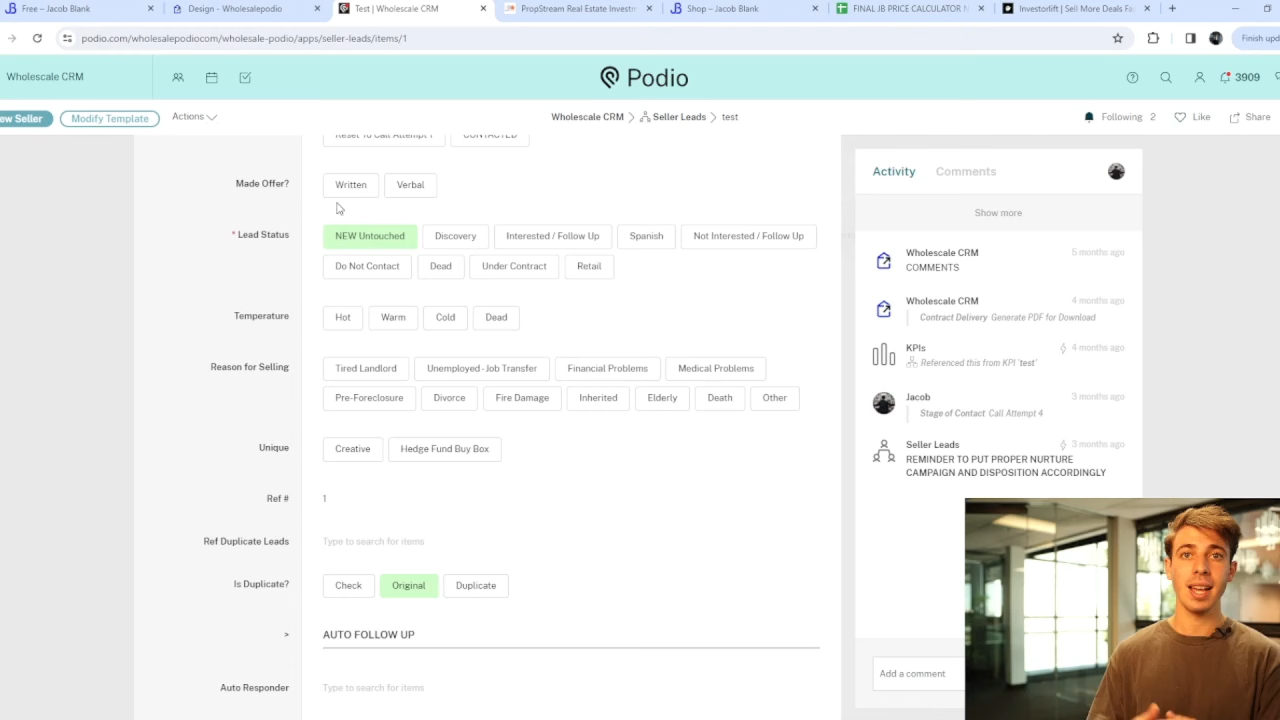 Free – Jacob Blank
Design - Wholesalepodio
Test | Wholescale CRM
PropStream Real Estate Investm
Shop – Jacob Blank
FINAL JB PRICE CALCULATOR N
Investorlift | Sell More Deals Fa
podio.com/wholesalepodiocom/wholesale-podio/apps/seller-leads/items/1
Finish upd
Wholescale CRM
Podio
3909
ew Seller
Modify Template
Actions
Wholescale CRM > Seller Leads > test
Following 2
Like
Share
Reset To Call Attempt 1
CONTACTED
Made Offer?
Written
Verbal
* Lead Status
NEW Untouched
Discovery
Interested / Follow Up
Spanish
Not Interested / Follow Up
Do Not Contact
Dead
Under Contract
Retail
Temperature
Hot
Warm
Cold
Dead
Reason for Selling
Tired Landlord
Unemployed - Job Transfer
Financial Problems
Medical Problems
Pre-Foreclosure
Divorce
Fire Damage
Inherited
Elderly
Death
Other
Unique
Creative
Hedge Fund Buy Box
Ref #
1
Ref Duplicate Leads
Type to search for items
Is Duplicate?
Check
Original
Duplicate
>
AUTO FOLLOW UP
Auto Responder
Type to search for items
Activity
Comments
Show more
Wholescale CRM
5 months ago
COMMENTS
Wholescale CRM
4 months ago
Contract Delivery Generate PDF for Download
KPIs
4 months ago
Referenced this from KPI 'test'
Jacob
3 months ago
Stage of Contact Call Attempt 4
Seller Leads
3 months ago
REMINDER TO PUT PROPER NURTURE
CAMPAIGN AND DISPOSITION ACCORDINGLY
Add a comment